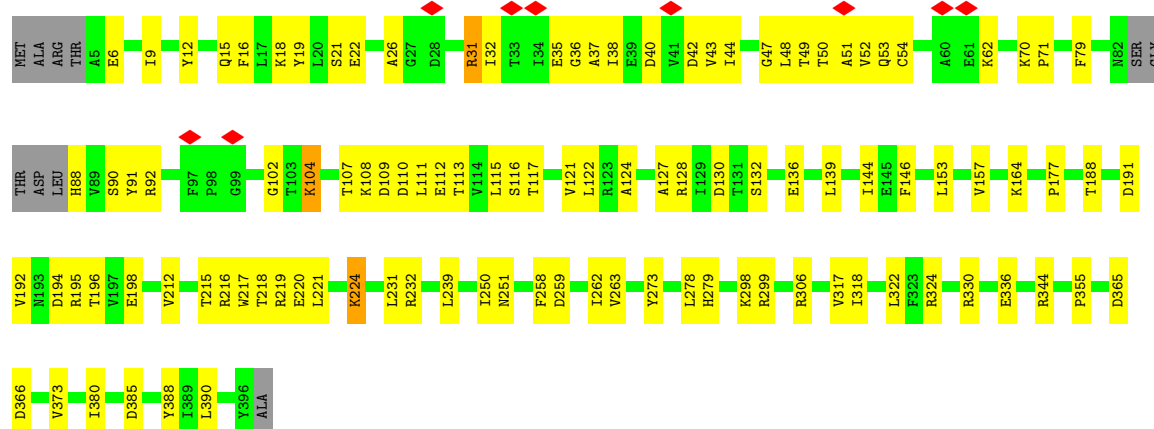 MET ALA ARG THR A5 E6 I9 Y12 Q15 F16 L17 K18 Y19 L20 S21 E22 A26 G27 D28 R31 I32 T33 I34 E35 G36 A37 I38 E39 D40 V41 D42 V43 I44 G47 L48 T49 T50 A51 V52 Q53 C54 A60 E61 K62 K70 P71 F79 N82 SER GLY
THR ASP LEU H88 V89 S90 Y91 R92 F97 P98 G99 G102 T103 K104 T107 K108 D109 D110 L111 E112 T113 V114 L115 S116 T117 V121 L122 R123 A124 A127 R128 I129 D130 T131 S132 E136 L139 I144 E145 F146 L153 V157 K164 P177 T188 D191
V192 N193 D194 R195 T196 V197 E198 V212 T215 R216 W217 T218 R219 E220 L221 K224 L231 R232 L239 I250 N251 F258 D259 I262 V263 Y273 L278 H279 K298 R299 R306 V317 I318 L322 F323 R324 R330 E336 R344 P355 D365
D366 V373 I380 D385 Y388 I389 L390 Y396 ALA